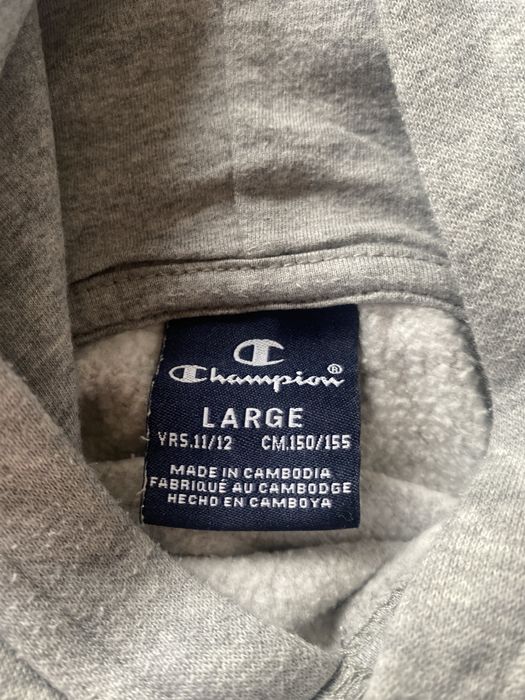 Champion®
LARGE
YRS.11/12 CM.150/155
MADE IN CAMBODIA
FABRIQUÉ AU CAMBODGE
HECHO EN CAMBOYA